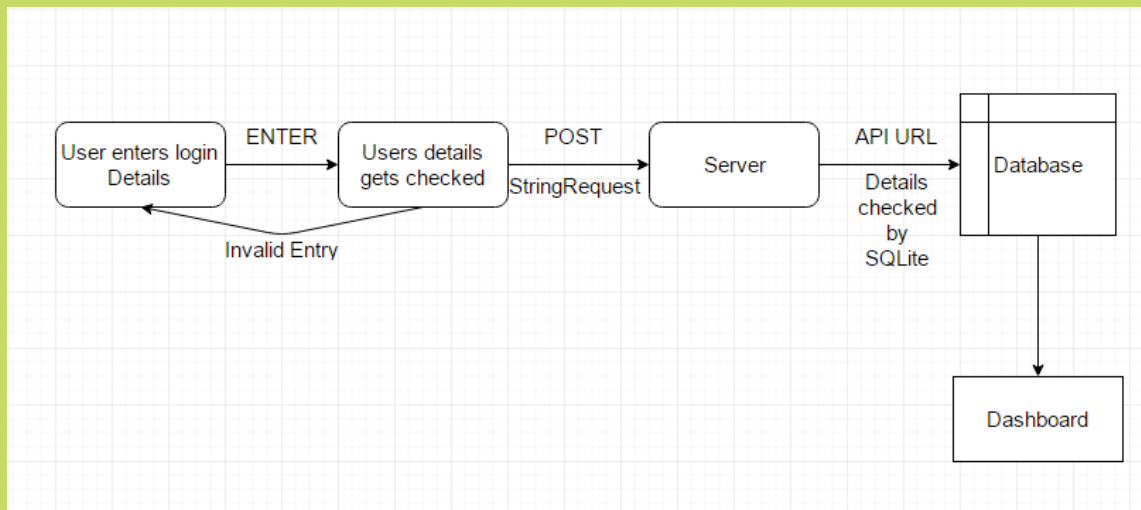 User enters login
Details
ENTER
Users details
gets checked
Invalid Entry
POST
StringRequest
Server
API URL
Details
checked
by
SQLite
Database
Dashboard